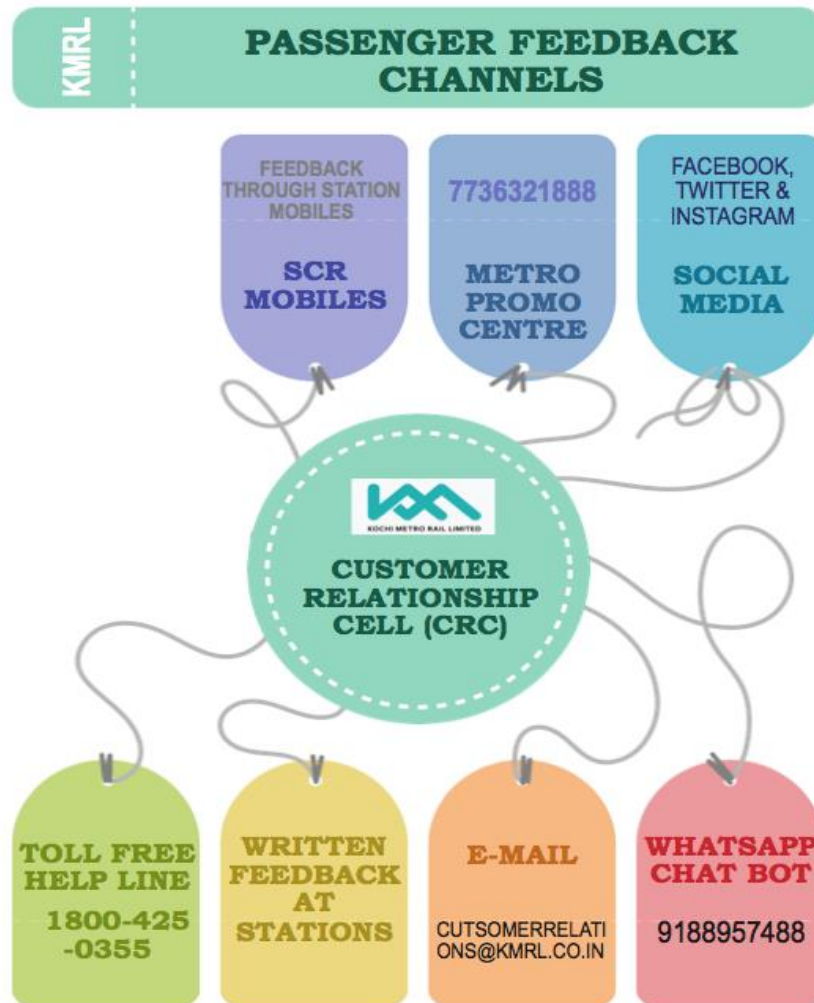 KMRL
PASSENGER FEEDBACK
CHANNELS
FEEDBACK
THROUGH STATION
MOBILES
SCR
MOBILES
7736321888
METRO
PROMO
CENTRE
FACEBOOK,
TWITTER &
INSTAGRAM
SOCIAL
MEDIA
KOCHI METRO RAIL LIMITED
CUSTOMER
RELATIONSHIP
CELL (CRC)
TOLL FREE
HELP LINE
1800-425
-0355
WRITTEN
FEEDBACK
AT
STATIONS
E-MAIL
CUTSOMERRELATI
ONS@KMRL.CO.IN
WHATSAPP
CHAT BOT
9188957488